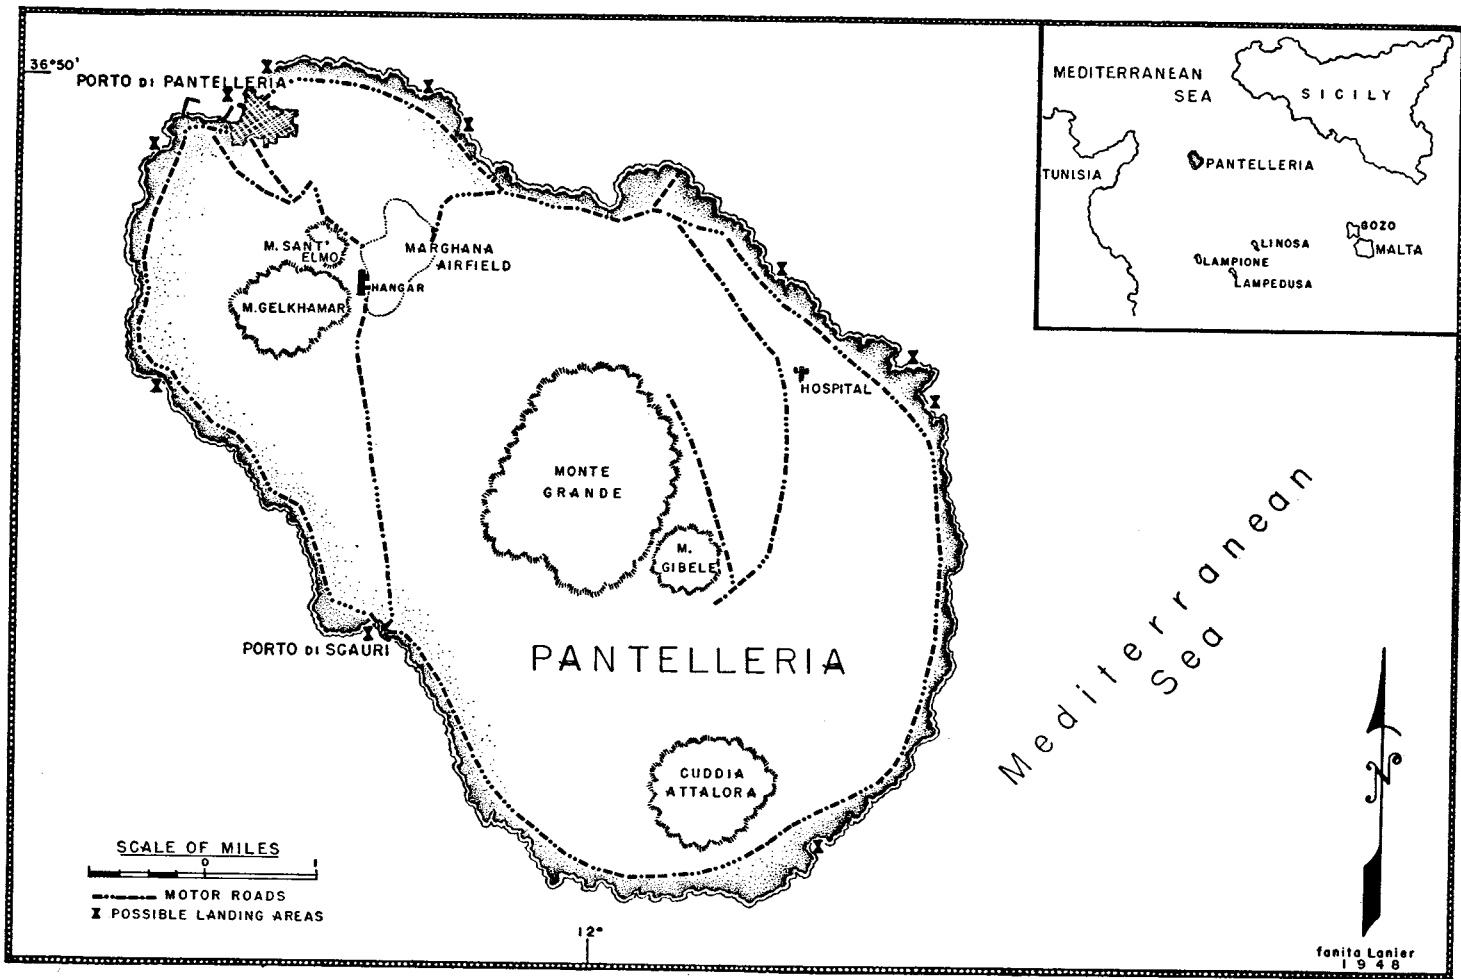 36°50'
PORTO DI PANTELLERIA
M. SANT'
ELMO
MARGHANA
AIRFIELD
HANGAR
M. GELKHAMAR
HOSPITAL
MONTE
GRANDE
M.
GIBELE
PORTO DI SCAURI
PANTELLERIA
CUDDIA
ATTALORA
Mediterranean
Sea
MEDITERRANEAN
SEA
SICILY
TUNISIA
PANTELLERIA
GOZO
MALTA
LINOSA
LAMPIONE
LAMPEDUSA
SCALE OF MILES
0 1
MOTOR ROADS
POSSIBLE LANDING AREAS
12°
N
fanita Lanier
1948